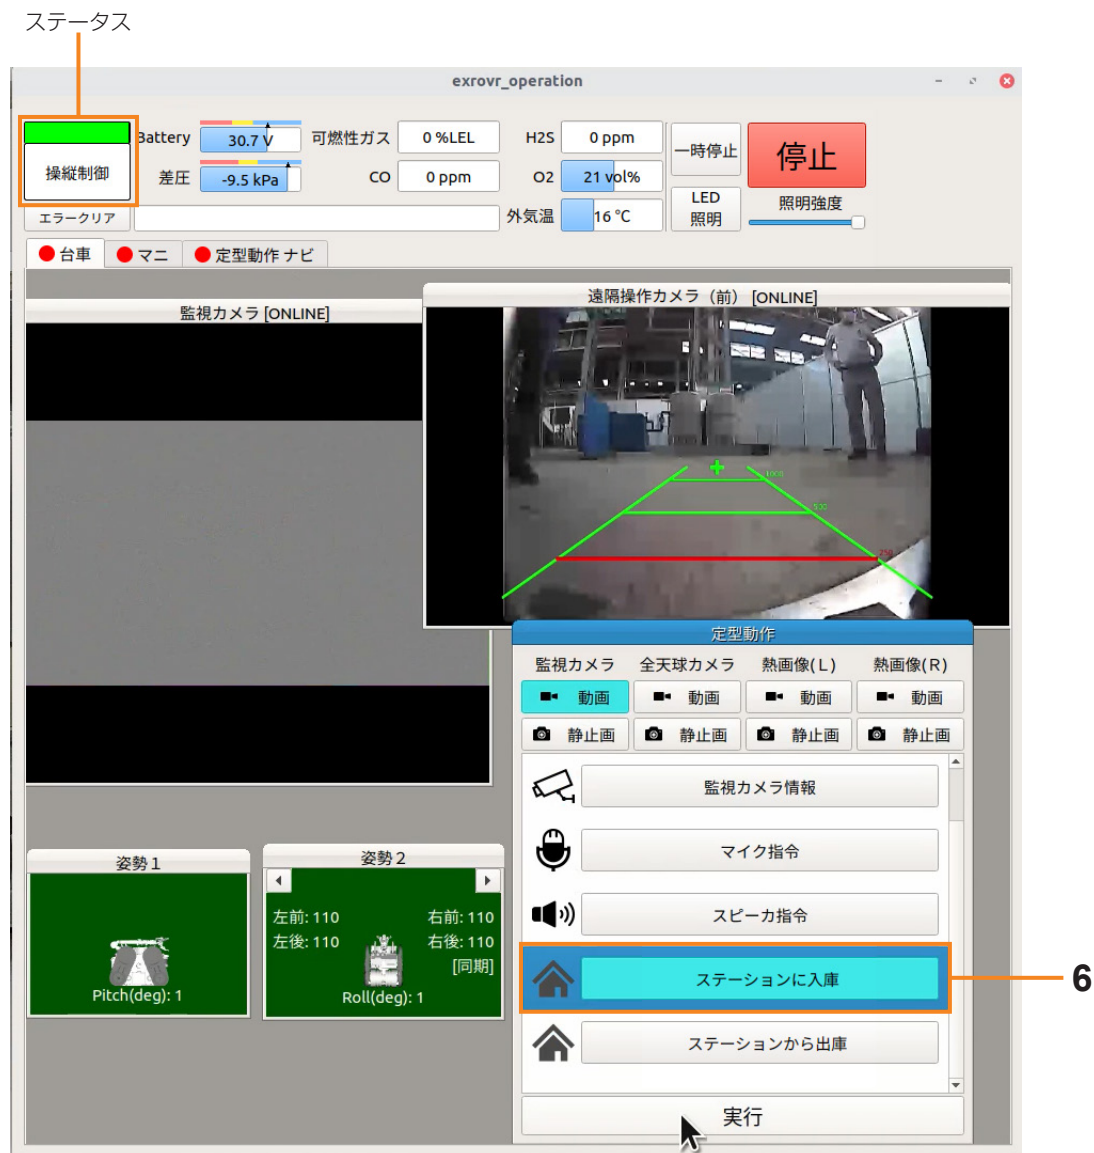 ステータス
exrovr_operation
操縦制御
Battery
30.7 V
可燃性ガス
0 %LEL
H2S
0 ppm
一時停止
停止
差圧
-9.5 kPa
CO
0 ppm
O2
21 vol%
LED
照明
照明強度
エラークリア
外気温
16 °C
台車
マニ
定型動作 ナビ
監視カメラ [ONLINE]
遠隔操作カメラ（前） [ONLINE]
1000
500
250
定型動作
監視カメラ 全天球カメラ 熱画像(L) 熱画像(R)
動画 動画 動画 動画
静止画 静止画 静止画 静止画
監視カメラ情報
マイク指令
スピーカ指令
ステーションに入庫
6
ステーションから出庫
実行
姿勢１
Pitch(deg): 1
姿勢２
左前: 110 右前: 110
左後: 110 右後: 110
[同期]
Roll(deg): 1